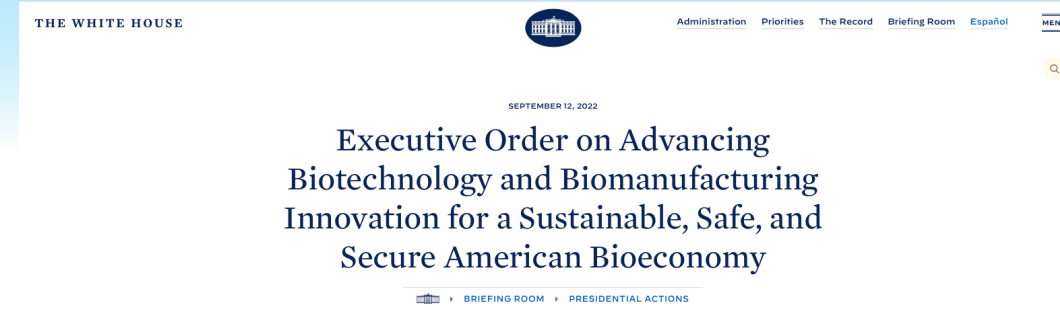 THE WHITE HOUSE
Administration Priorities The Record Briefing Room Español
MEN
SEPTEMBER 12, 2022
Executive Order on Advancing
Biotechnology and Biomanufacturing
Innovation for a Sustainable, Safe, and
Secure American Bioeconomy
BRIEFING ROOM PRESIDENTIAL ACTIONS